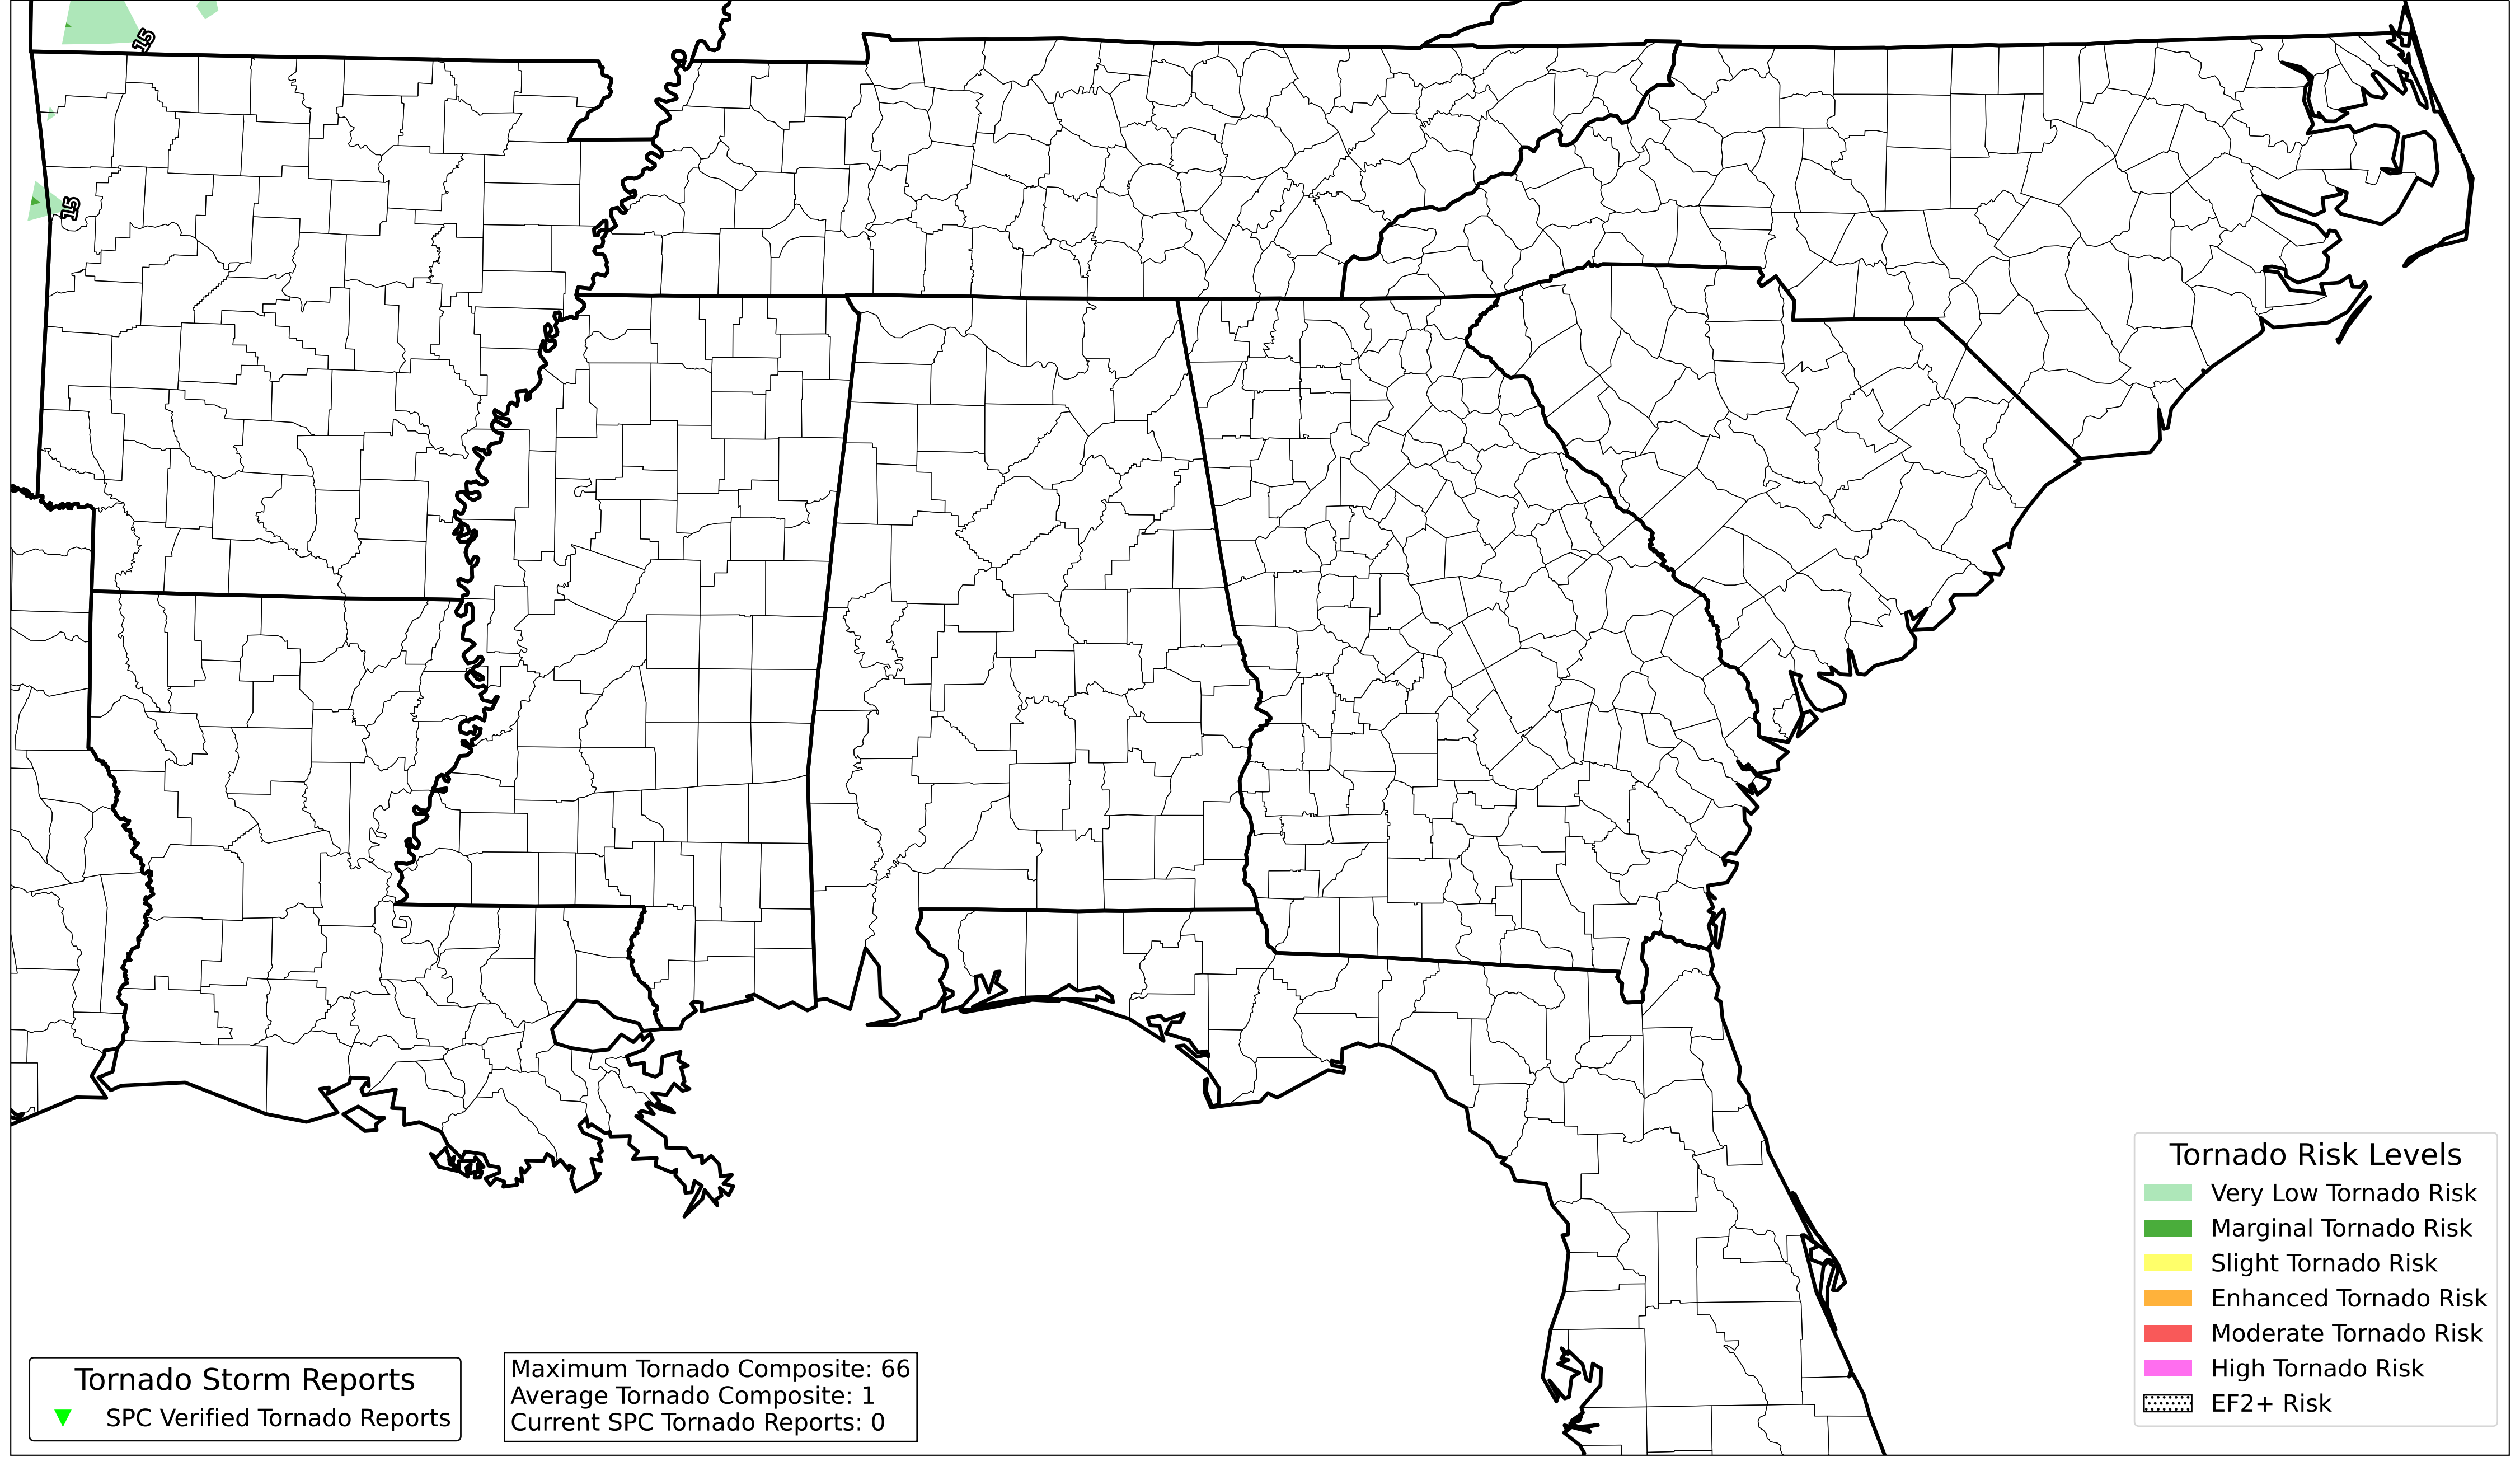 15
15
Tornado Risk Levels
Very Low Tornado Risk
Marginal Tornado Risk
Slight Tornado Risk
Enhanced Tornado Risk
Moderate Tornado Risk
High Tornado Risk
EF2+ Risk
Tornado Storm Reports
SPC Verified Tornado Reports
Maximum Tornado Composite: 66
Average Tornado Composite: 1
Current SPC Tornado Reports: 0